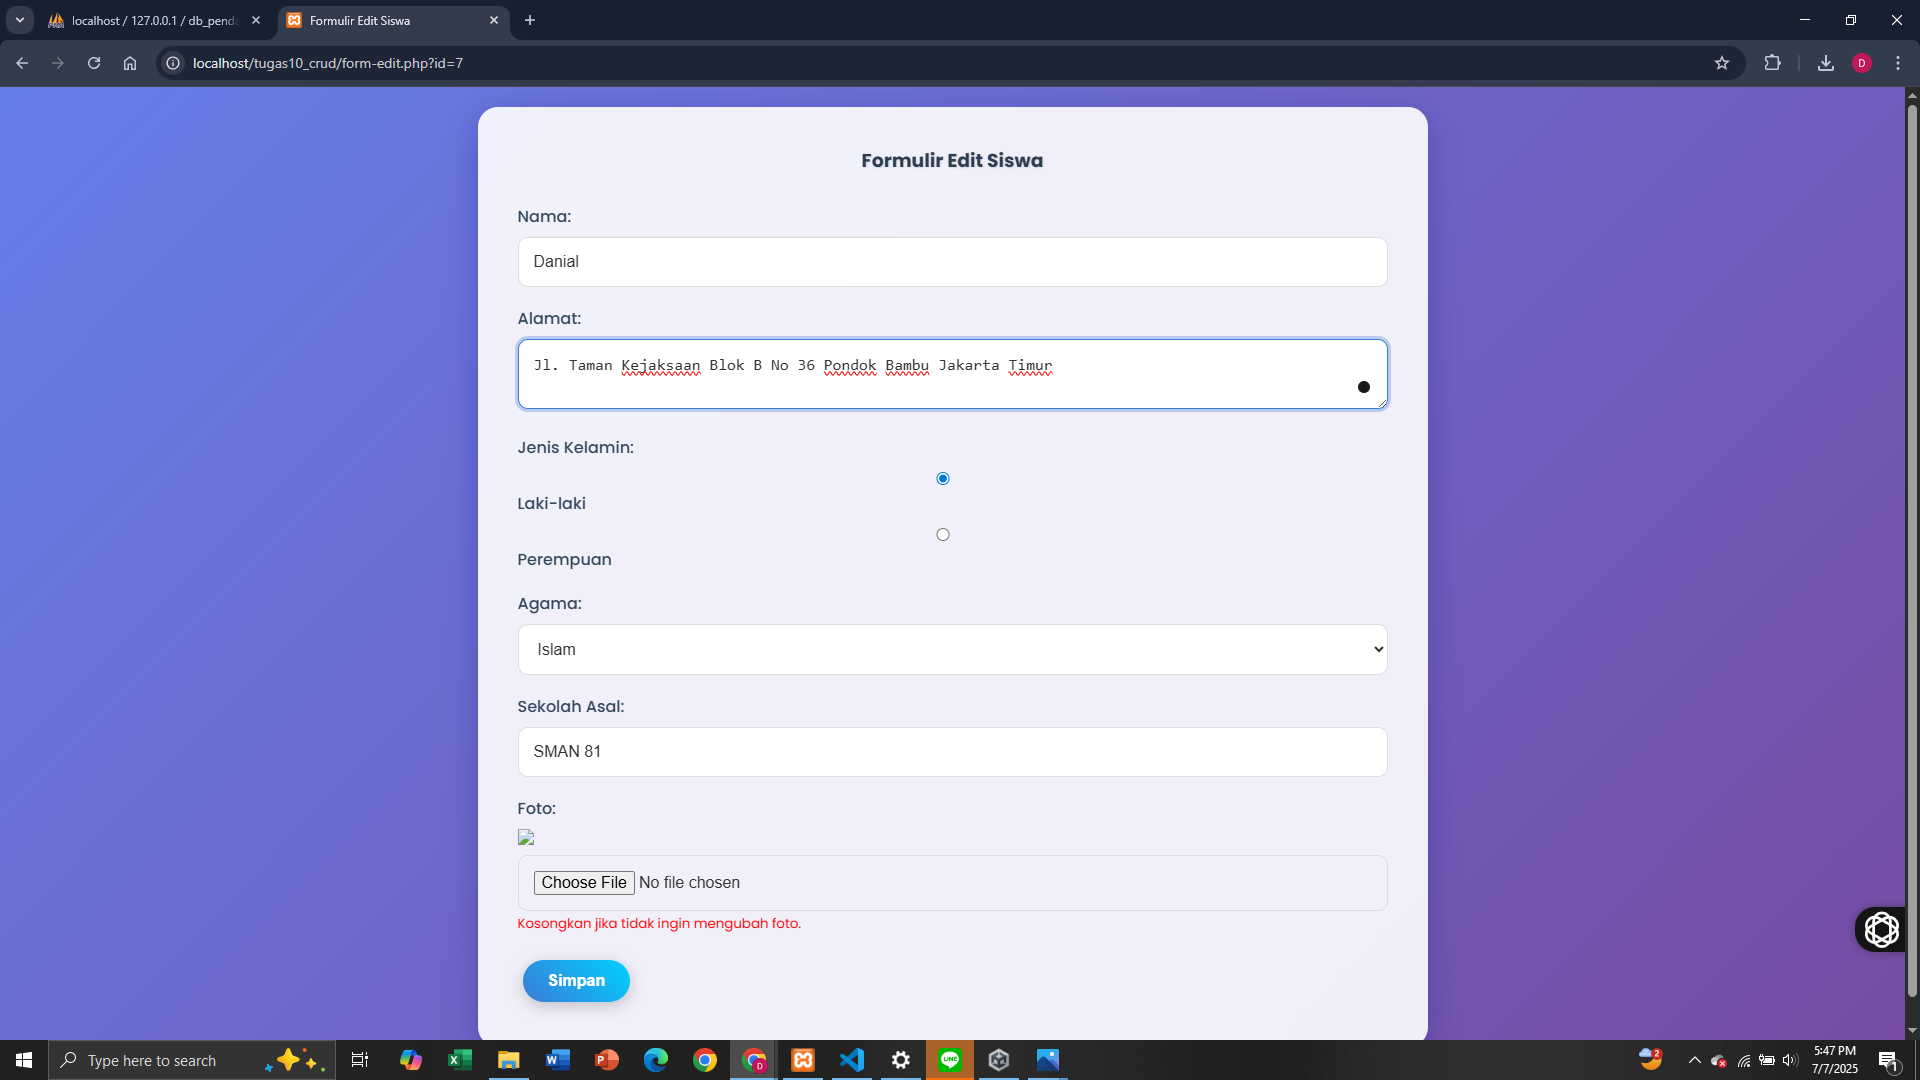 localhost / 127.0.0.1 / db_penda
Formulir Edit Siswa
localhost/tugas10_crud/form-edit.php?id=7
D
Formulir Edit Siswa
Nama:
Danial
Alamat:
Jl. Taman Kejaksaan Blok B No 36 Pondok Bambu Jakarta Timur
Jenis Kelamin:
Laki-laki
Perempuan
Agama:
Islam
Sekolah Asal:
SMAN 81
Foto:
Choose File No file chosen
Kosongkan jika tidak ingin mengubah foto.
Simpan
Type here to search
2
5:47 PM
7/7/2025
1